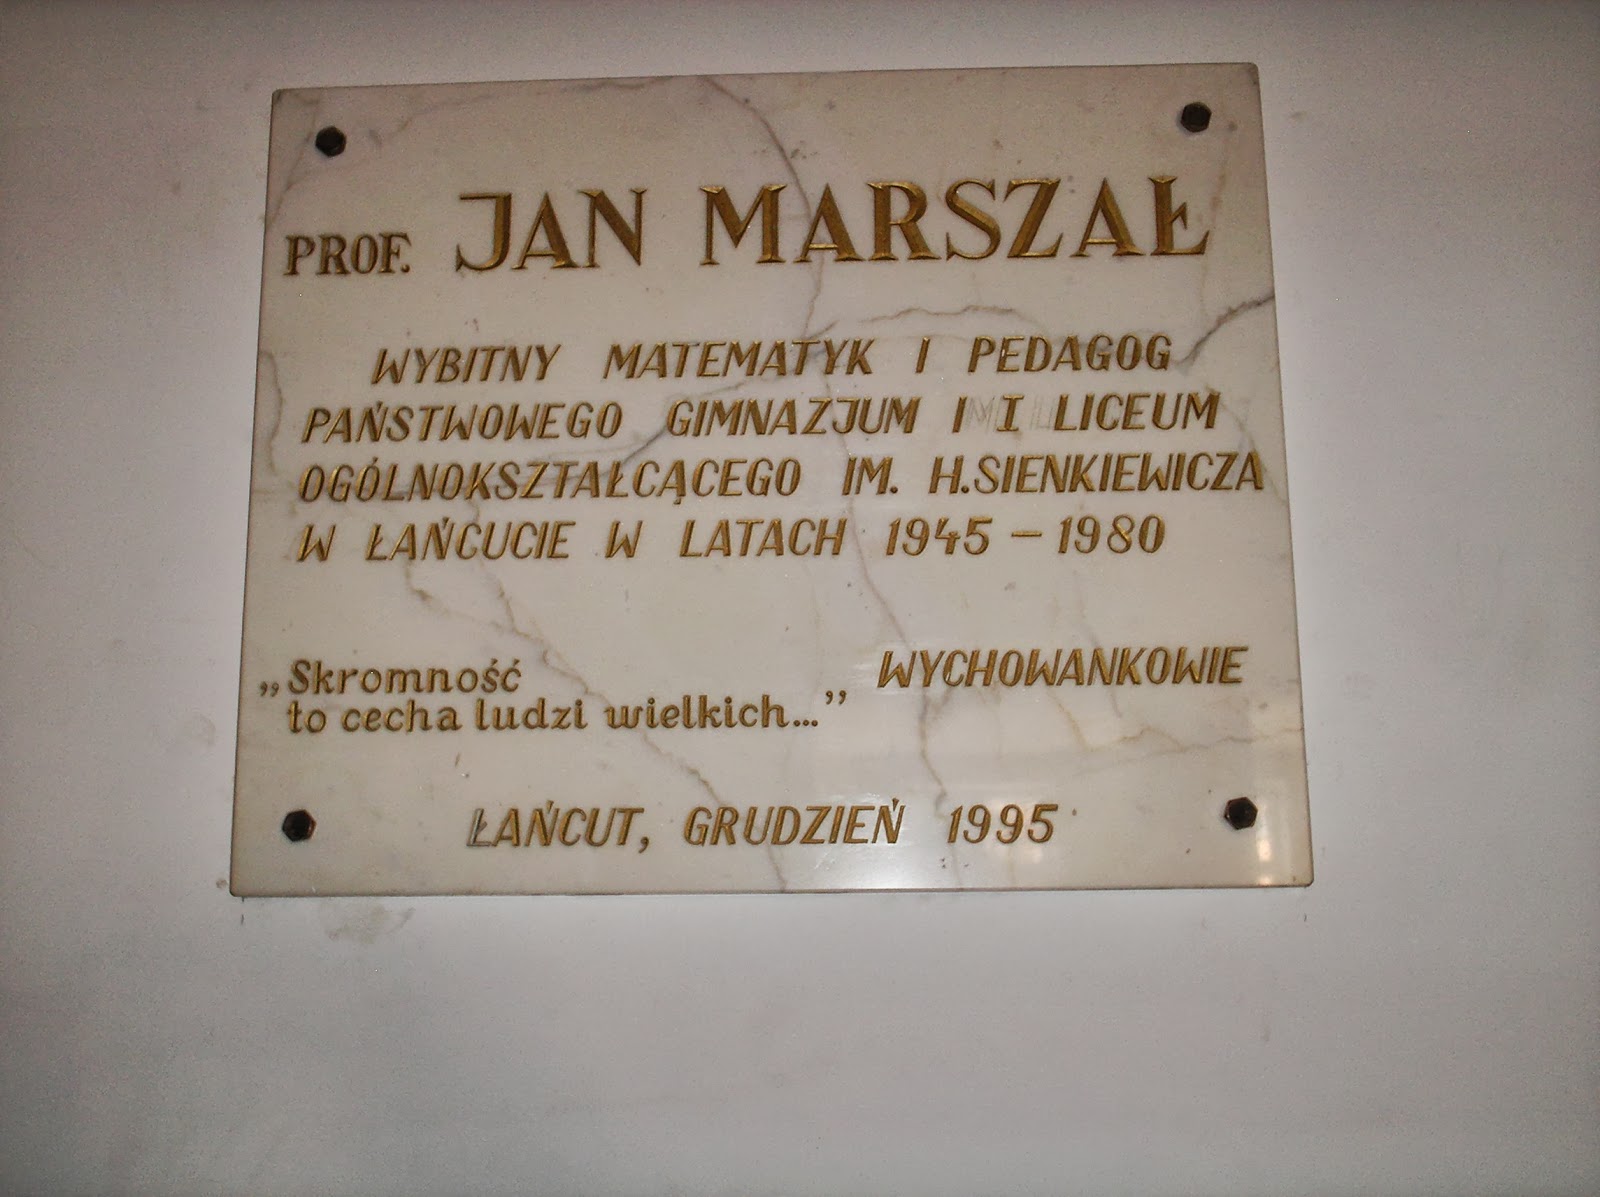 PROF. JAN MARSZAŁ
WYBITNY MATEMATYK I PEDAGOG
PAŃSTWOWEGO GIMNAZJUM I I LICEUM
OGÓLNOKSZTAŁCĄCEGO IM. H.SIENKIEWICZA
W ŁAŃCUCIE W LATACH 1945 – 1980
WYCHOWANKOWIE
„Skromność
to cecha ludzi wielkich...”
ŁAŃCUT, GRUDZIEŃ 1995